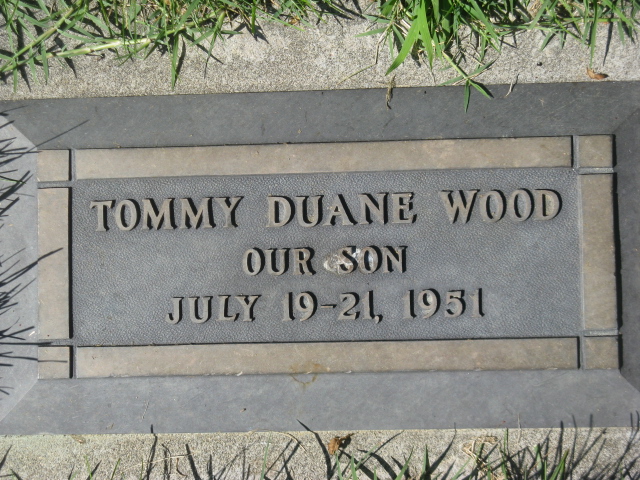 TOMMY DUANE WOOD
OUR SON
JULY 19-21, 1951